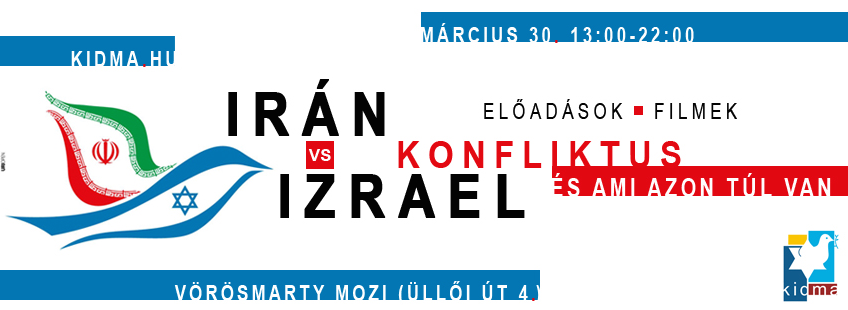 MÁRCIUS 30. 13:00-22:00
KIDMA.HU
IRÁN
ELŐADÁSOK ▪ FILMEK
VS
KONFLIKTUS
IZRAEL
ÉS AMI AZON TÚL VAN
kidma
VÖRÖSMARTY MOZI (ÜLLŐI ÚT 4.)